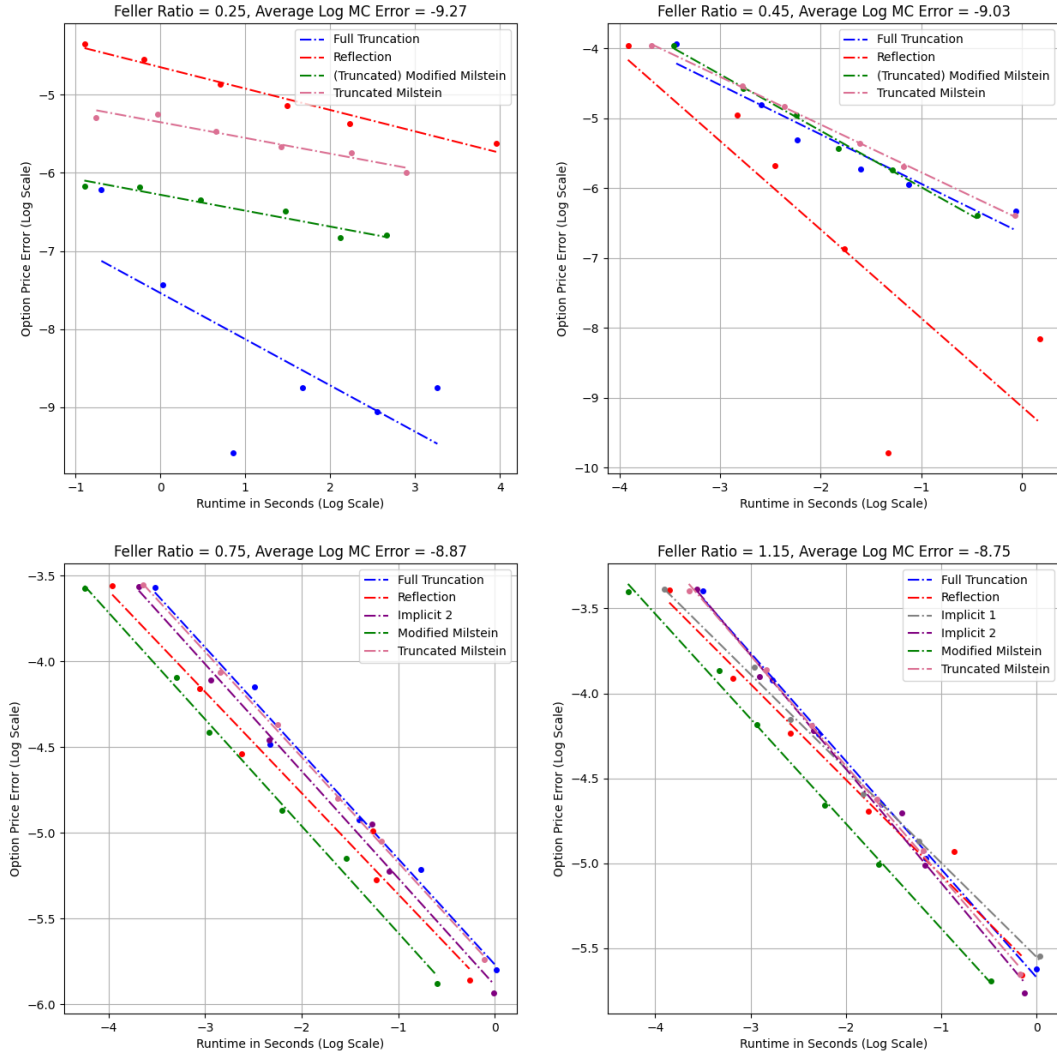 Feller Ratio = 0.25, Average Log MC Error = -9.27
Full Truncation
Reflection
(Truncated) Modified Milstein
Truncated Milstein
Option Price Error (Log Scale)
−5
−6
−7
−8
−9
−1 0 1 2 3 4
Runtime in Seconds (Log Scale)
Feller Ratio = 0.45, Average Log MC Error = -9.03
Full Truncation
Reflection
(Truncated) Modified Milstein
Truncated Milstein
Option Price Error (Log Scale)
−4
−5
−6
−7
−8
−9
−10
−4 −3 −2 −1 0
Runtime in Seconds (Log Scale)
Feller Ratio = 0.75, Average Log MC Error = -8.87
Full Truncation
Reflection
Implicit 2
Modified Milstein
Truncated Milstein
Option Price Error (Log Scale)
−3.5
−4.0
−4.5
−5.0
−5.5
−6.0
−4 −3 −2 −1 0
Runtime in Seconds (Log Scale)
Feller Ratio = 1.15, Average Log MC Error = -8.75
Full Truncation
Reflection
Implicit 1
Implicit 2
Modified Milstein
Truncated Milstein
Option Price Error (Log Scale)
−3.5
−4.0
−4.5
−5.0
−5.5
−4 −3 −2 −1 0
Runtime in Seconds (Log Scale)